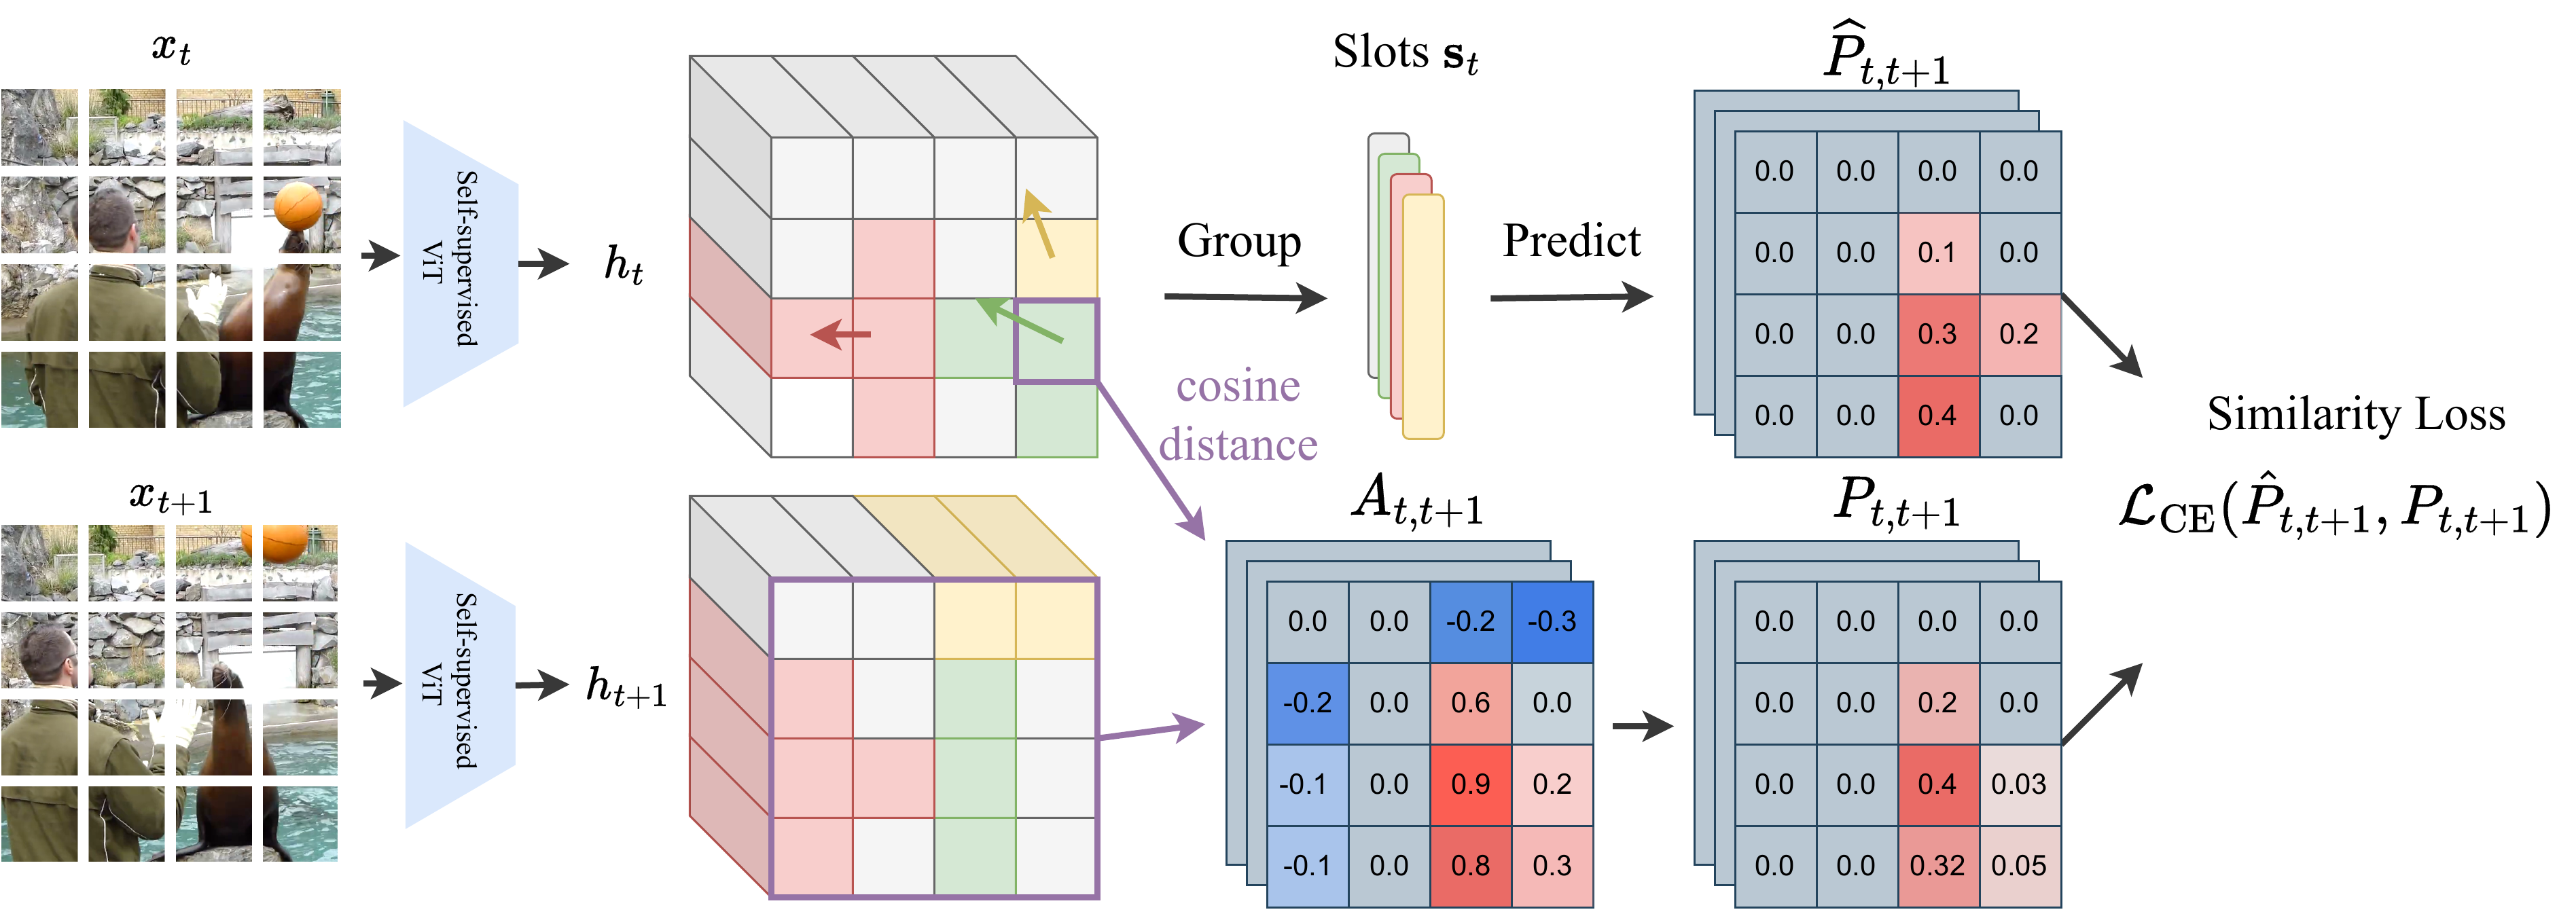 x_t
Self-supervised
ViT
h_t
Group
Slots s_t
Predict
\hat{P}_{t,t+1}
0.0 0.0 0.0 0.0
0.0 0.0 0.1 0.0
0.0 0.0 0.3 0.2
0.0 0.0 0.4 0.0
cosine
distance
x_{t+1}
Self-supervised
ViT
h_{t+1}
A_{t,t+1}
0.0 0.0 -0.2 -0.3
-0.2 0.0 0.6 0.0
-0.1 0.0 0.9 0.2
-0.1 0.0 0.8 0.3
P_{t,t+1}
0.0 0.0 0.0 0.0
0.0 0.0 0.2 0.0
0.0 0.0 0.4 0.03
0.0 0.0 0.32 0.05
Similarity Loss
\mathcal{L}_{CE}(\hat{P}_{t,t+1}, P_{t,t+1})